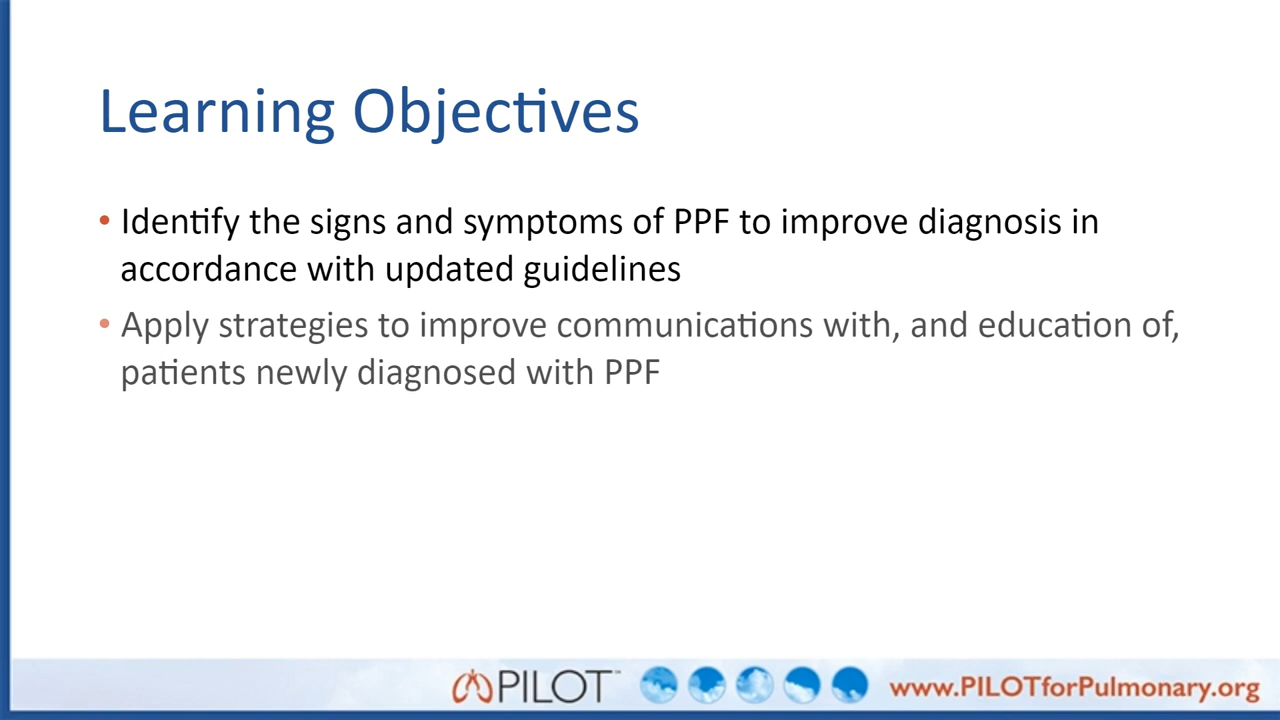 Learning Objectives
• Identify the signs and symptoms of PPF to improve diagnosis in
accordance with updated guidelines
• Apply strategies to improve communications with, and education of,
patients newly diagnosed with PPF
PILOT™
www.PILOTforPulmonary.org